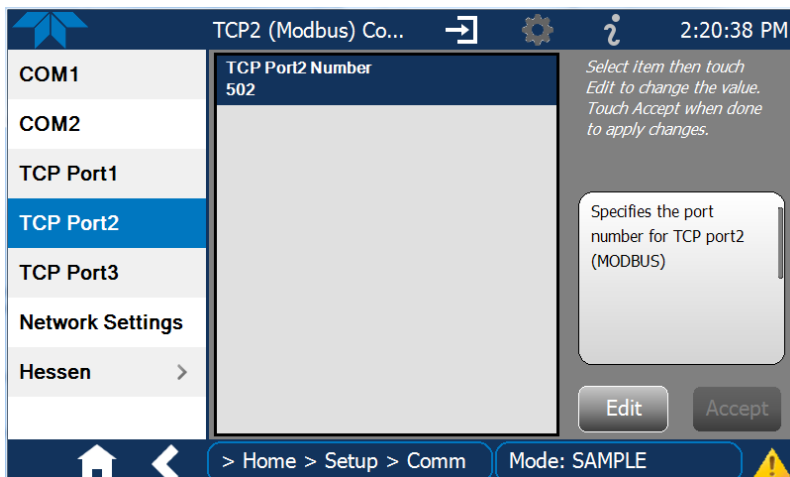 TCP2 (Modbus) Co...
2:20:38 PM
COM1
COM2
TCP Port1
TCP Port2
TCP Port3
Network Settings
Hessen
TCP Port2 Number
502
Select item then touch
Edit to change the value.
Touch Accept when done
to apply changes.
Specifies the port
number for TCP port2
(MODBUS)
Edit
Accept
> Home > Setup > Comm
Mode: SAMPLE